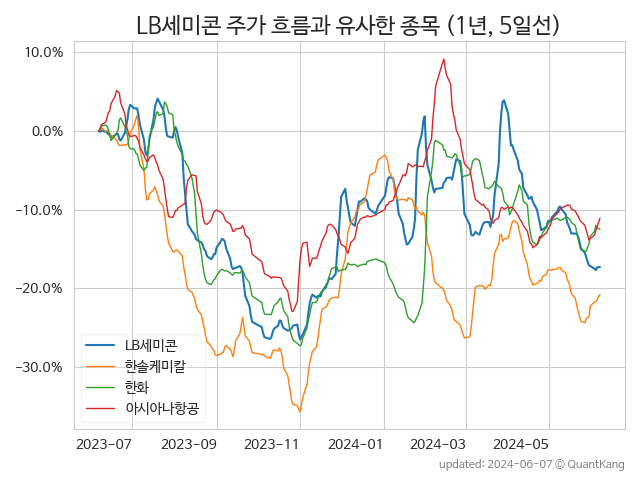 LB세미콘 주가 흐름과 유사한 종목 (1년, 5일선)
10.0%
0.0%
−10.0%
−20.0%
−30.0%
LB세미콘
한솔케미칼
한화
아시아나항공
2023-07 2023-09 2023-11 2024-01 2024-03 2024-05
updated: 2024-06-07 © QuantKang